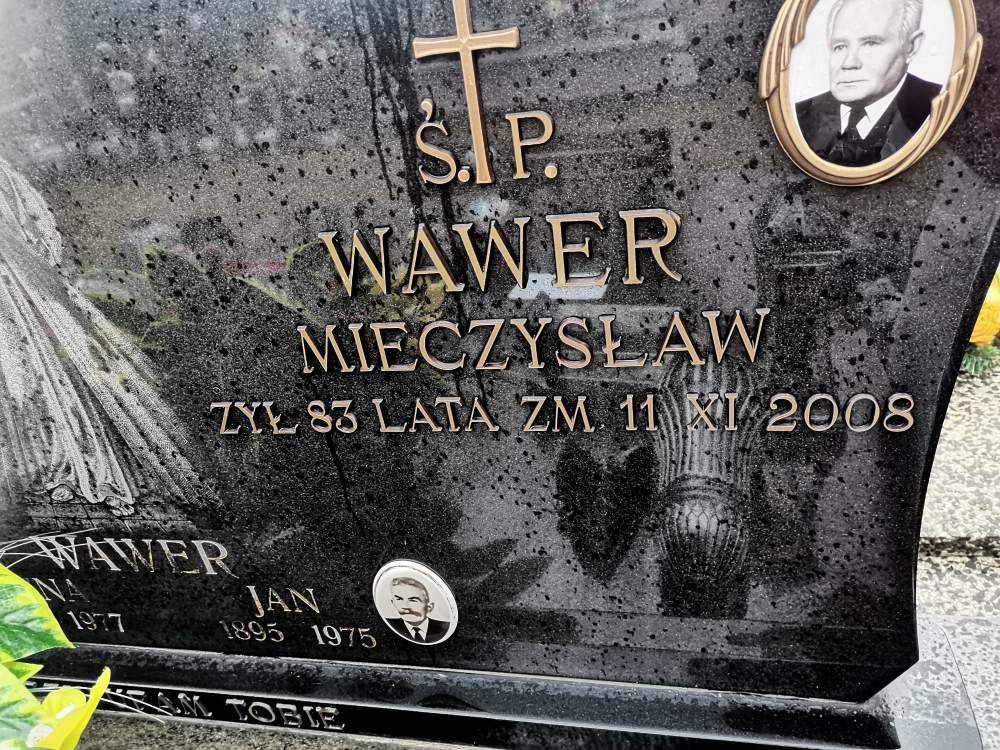 Ś. P.
WAWER
MIECZYSŁAW
ŻYŁ 83 LATA ZM. 11 XI 2008
WAWER
JAN
1977 1895 1975
TOBIE